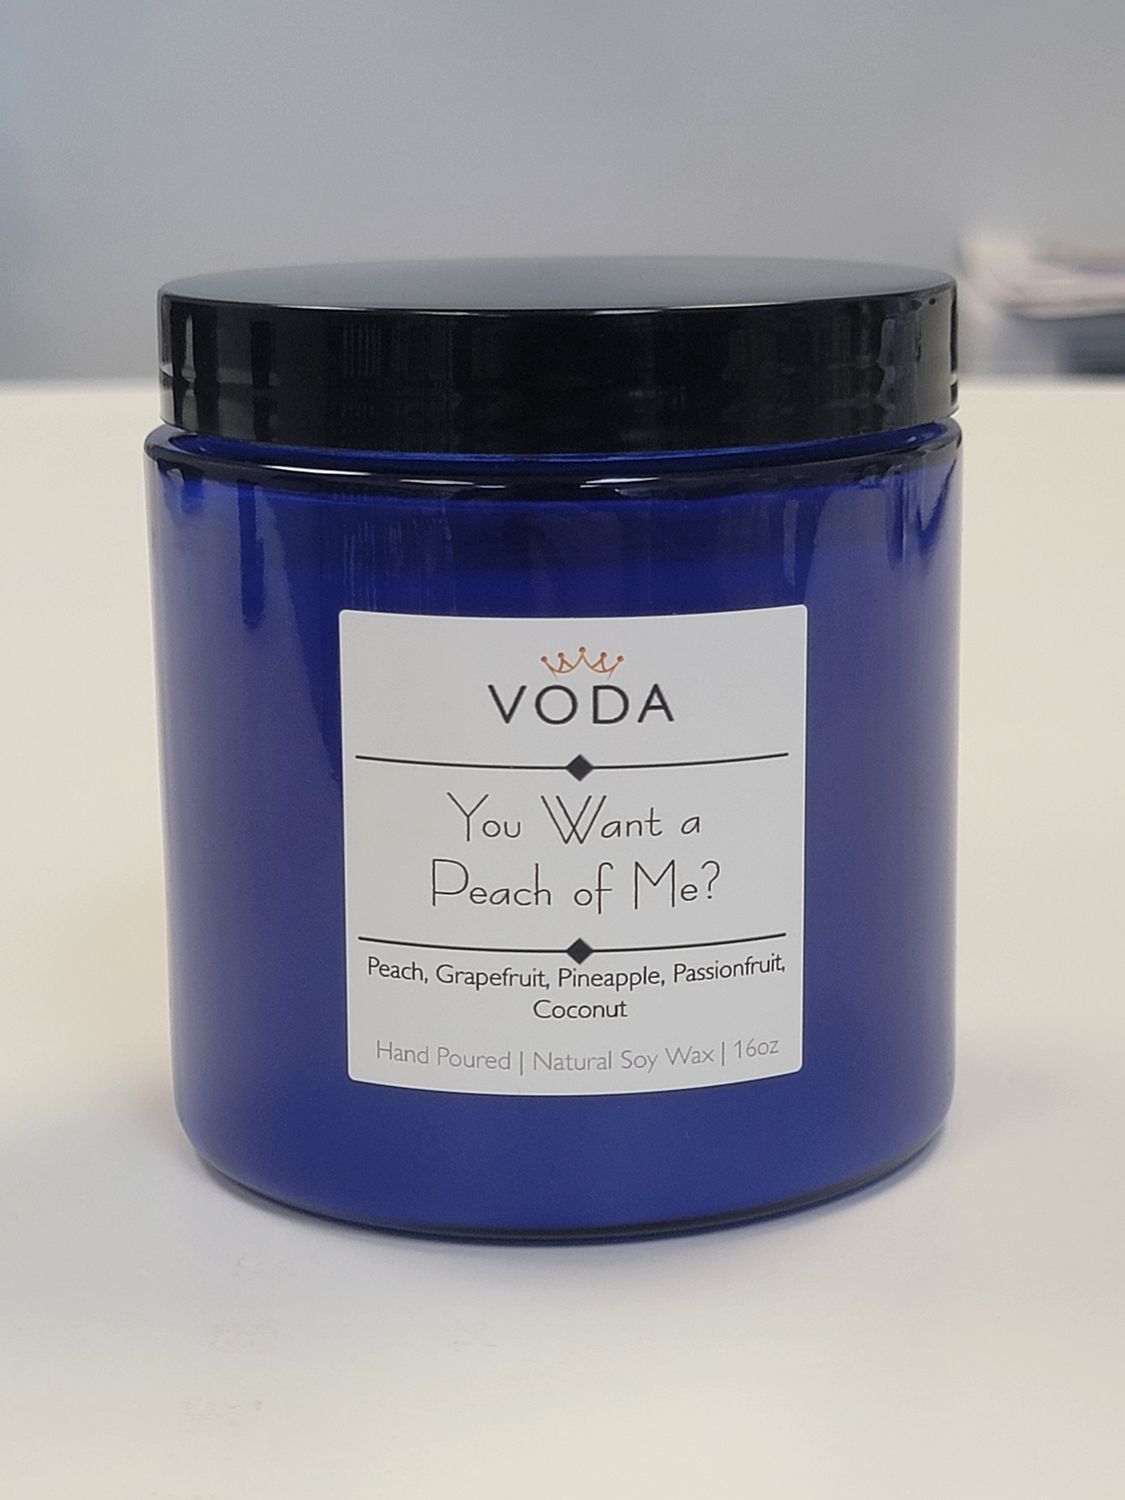 VODA
You Want a
Peach of Me?
Peach, Grapefruit, Pineapple, Passionfruit,
Coconut
Hand Poured | Natural Soy Wax | 16oz